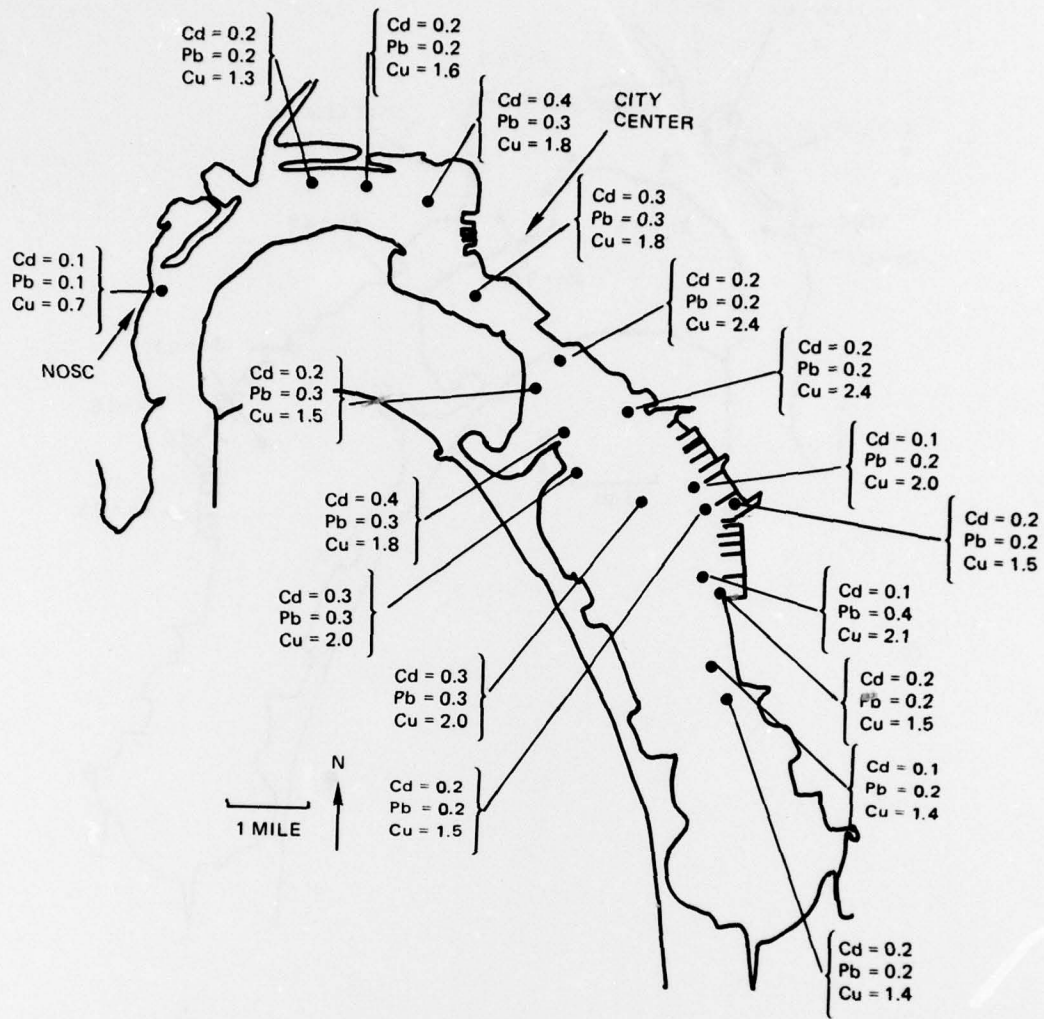 Cd = 0.2
Pb = 0.2
Cu = 1.3
Cd = 0.2
Pb = 0.2
Cu = 1.6
Cd = 0.4
Pb = 0.3
Cu = 1.8
CITY
CENTER
Cd = 0.3
Pb = 0.3
Cu = 1.8
Cd = 0.1
Pb = 0.1
Cu = 0.7
NOSC
Cd = 0.2
Pb = 0.2
Cu = 2.4
Cd = 0.2
Pb = 0.3
Cu = 1.5
Cd = 0.2
Pb = 0.2
Cu = 2.4
Cd = 0.1
Pb = 0.2
Cu = 2.0
Cd = 0.4
Pb = 0.3
Cu = 1.8
Cd = 0.2
Pb = 0.2
Cu = 1.5
Cd = 0.3
Pb = 0.3
Cu = 2.0
Cd = 0.1
Pb = 0.4
Cu = 2.1
Cd = 0.3
Pb = 0.3
Cu = 2.0
Cd = 0.2
Pb = 0.2
Cu = 1.5
N
1 MILE
Cd = 0.2
Pb = 0.2
Cu = 1.5
Cd = 0.1
Pb = 0.2
Cu = 1.4
Cd = 0.2
Pb = 0.2
Cu = 1.4